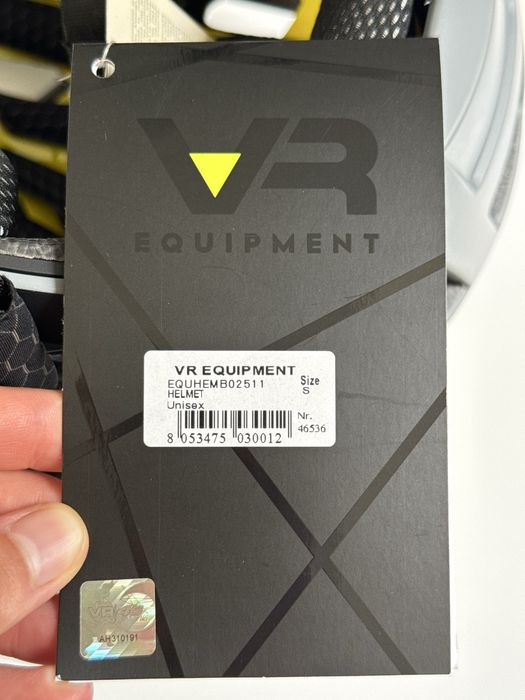 VR
EQUIPMENT
VR EQUIPMENT
EQUHEMB02511
HELMET
Unisex
Size
S
Nr.
46536
8 053475 030012
AH310191